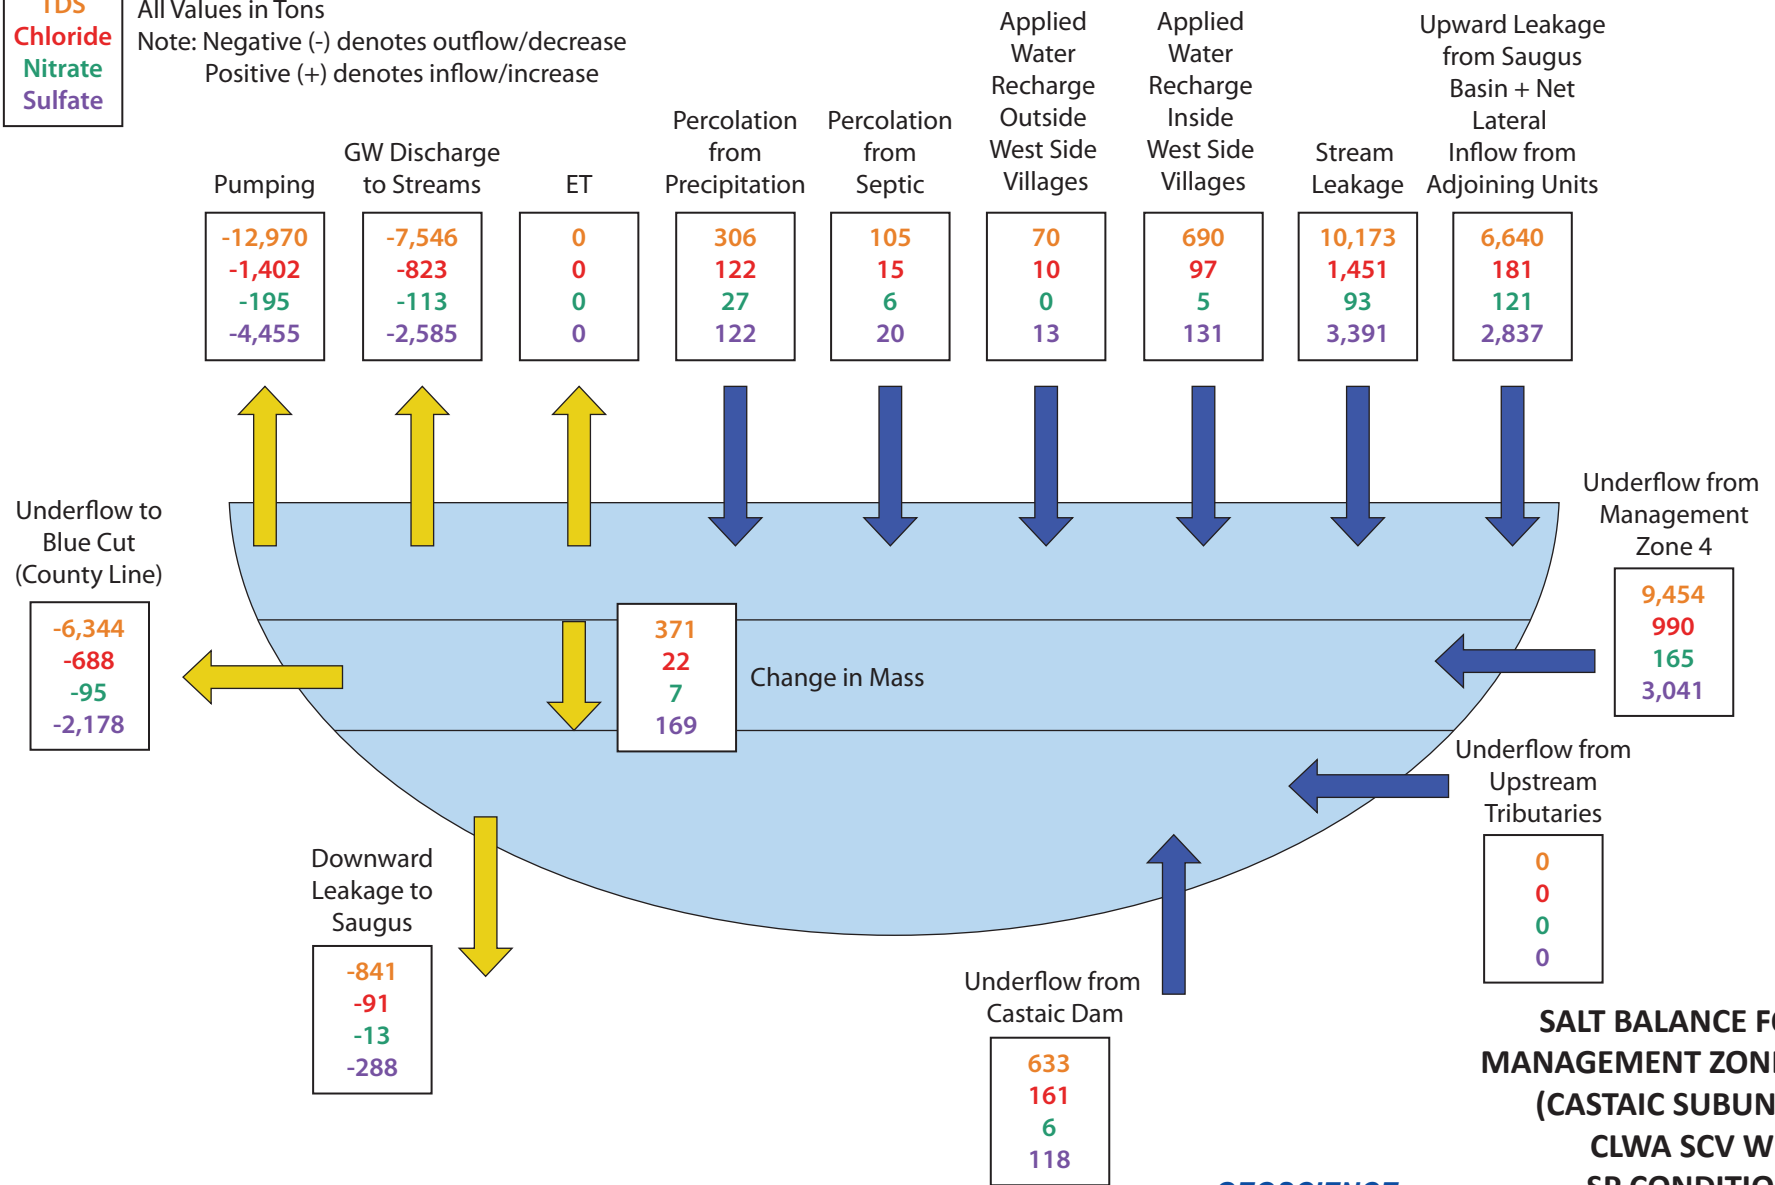 TDS
Chloride
Nitrate
Sulfate
All Values in Tons
Note: Negative (-) denotes outflow/decrease
Positive (+) denotes inflow/increase
Pumping
-12,970
-1,402
-195
-4,455
GW Discharge
to Streams
-7,546
-823
-113
-2,585
ET
0
0
0
0
Percolation
from
Precipitation
306
122
27
122
Percolation
from
Septic
105
15
6
20
Applied
Water
Recharge
Outside
West Side
Villages
70
10
0
13
Applied
Water
Recharge
Inside
West Side
Villages
690
97
5
131
Stream
Leakage
10,173
1,451
93
3,391
Upward Leakage
from Saugus
Basin + Net
Lateral
Inflow from
Adjoining Units
6,640
181
121
2,837
Underflow to
Blue Cut
(County Line)
-6,344
-688
-95
-2,178
371
22
7
169
Change in Mass
Underflow from
Management
Zone 4
9,454
990
165
3,041
Underflow from
Upstream
Tributaries
0
0
0
0
Downward
Leakage to
Saugus
-841
-91
-13
-288
Underflow from
Castaic Dam
633
161
6
118
SALT BALANCE
MANAGEMENT
(CASTAIC
CLWA SCV